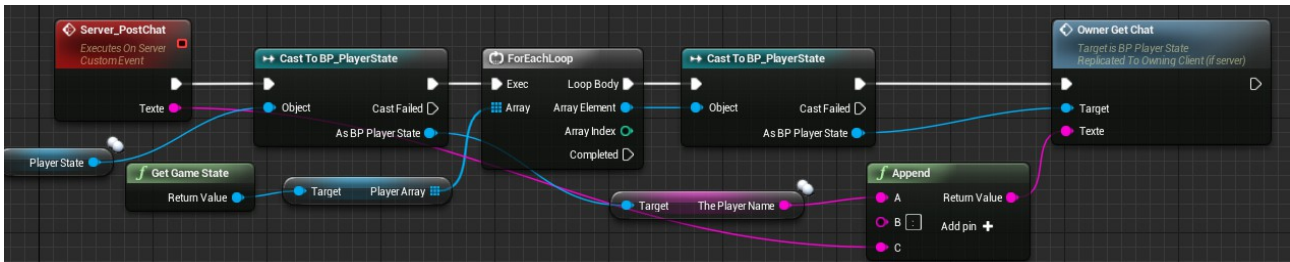 Server_PostChat
Executes On Server
Custom Event
Texte
Player State
Cast To BP_PlayerState
Object
Cast Failed
As BP Player State
f Get Game State
Return Value
Target
Player Array
ForEachLoop
Exec
Loop Body
Array
Array Element
Array Index
Completed
Cast To BP_PlayerState
Object
Cast Failed
As BP Player State
Target
The Player Name
f Append
A
Return Value
B :
Add pin +
C
Owner Get Chat
Target is BP Player State
Replicated To Owning Client (if server)
Target
Texte